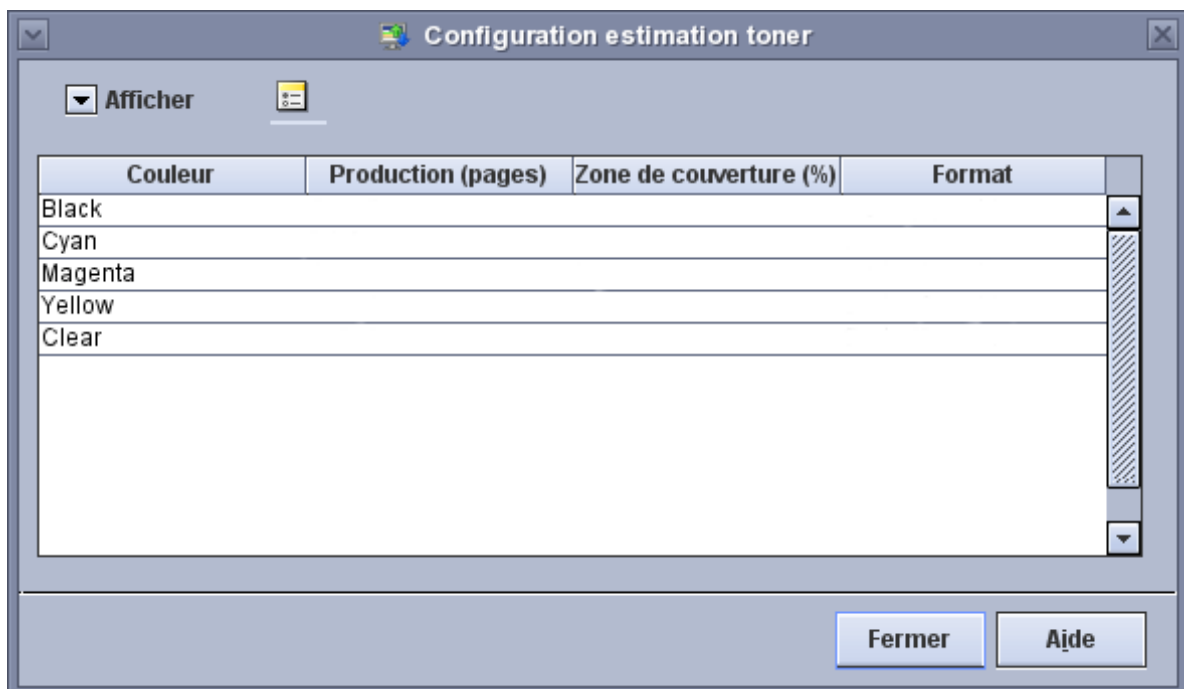 Configuration estimation toner
Afficher
Couleur Production (pages) Zone de couverture (%) Format
Black
Cyan
Magenta
Yellow
Clear
Fermer Aide